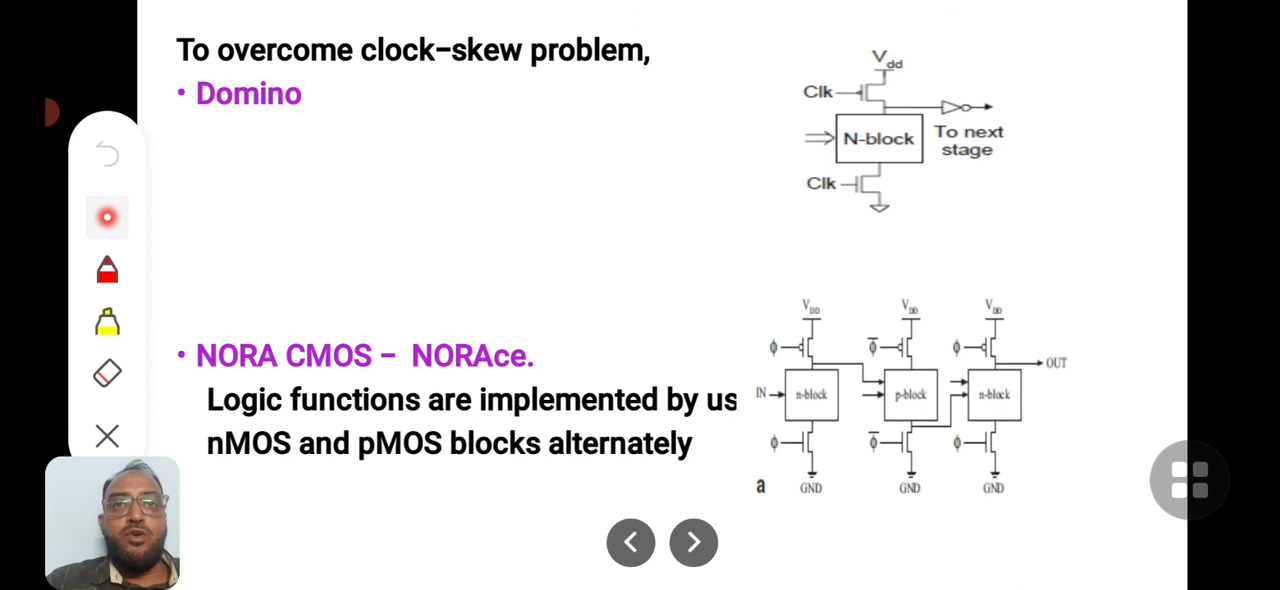 To overcome clock-skew problem,
• Domino
Vdd
Clk
N-block
To next
stage
Clk
• NORA CMOS - NORAce.
Logic functions are implemented by us
nMOS and pMOS blocks alternately
VDD VDD VDD
ϕ ϕ̅ ϕ
OUT
IN n-block p-block n-block
ϕ ϕ̅ ϕ
a GND GND GND